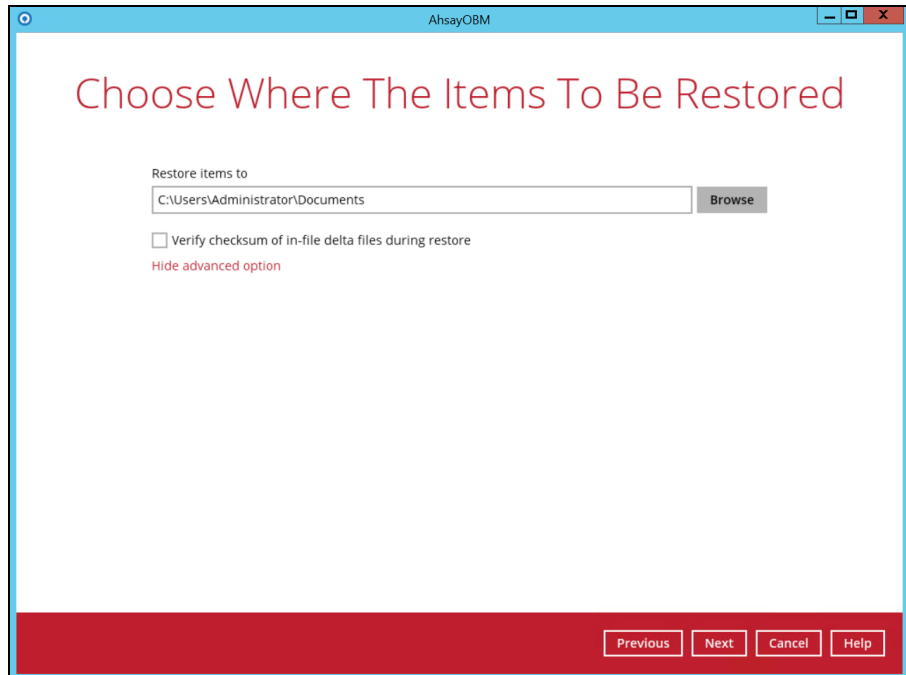 AhsayOBM
X
Choose Where The Items To Be Restored
Restore items to
C:\Users\Administrator\Documents
Browse
Verify checksum of in-file delta files during restore
Hide advanced option
Previous Next Cancel Help